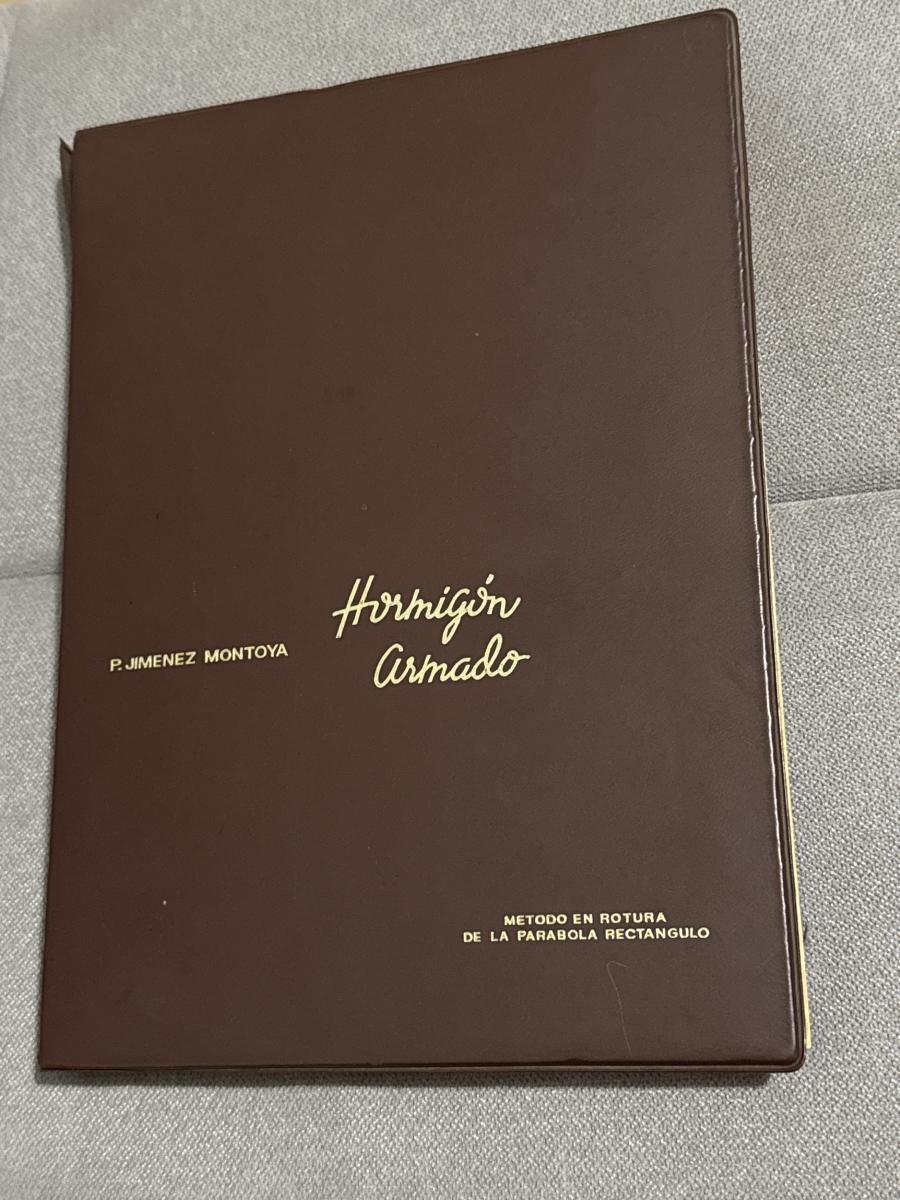 P. JIMENEZ MONTOYA
Hormigón
armado
METODO EN ROTURA
DE LA PARABOLA RECTANGULO